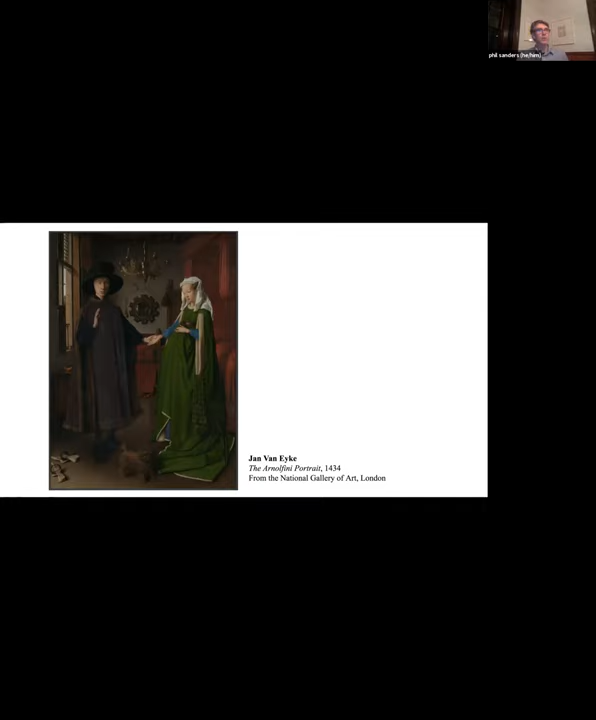 phil sanders (he/him)
Jan Van Eyke
The Arnolfini Portrait, 1434
From the National Gallery of Art, London